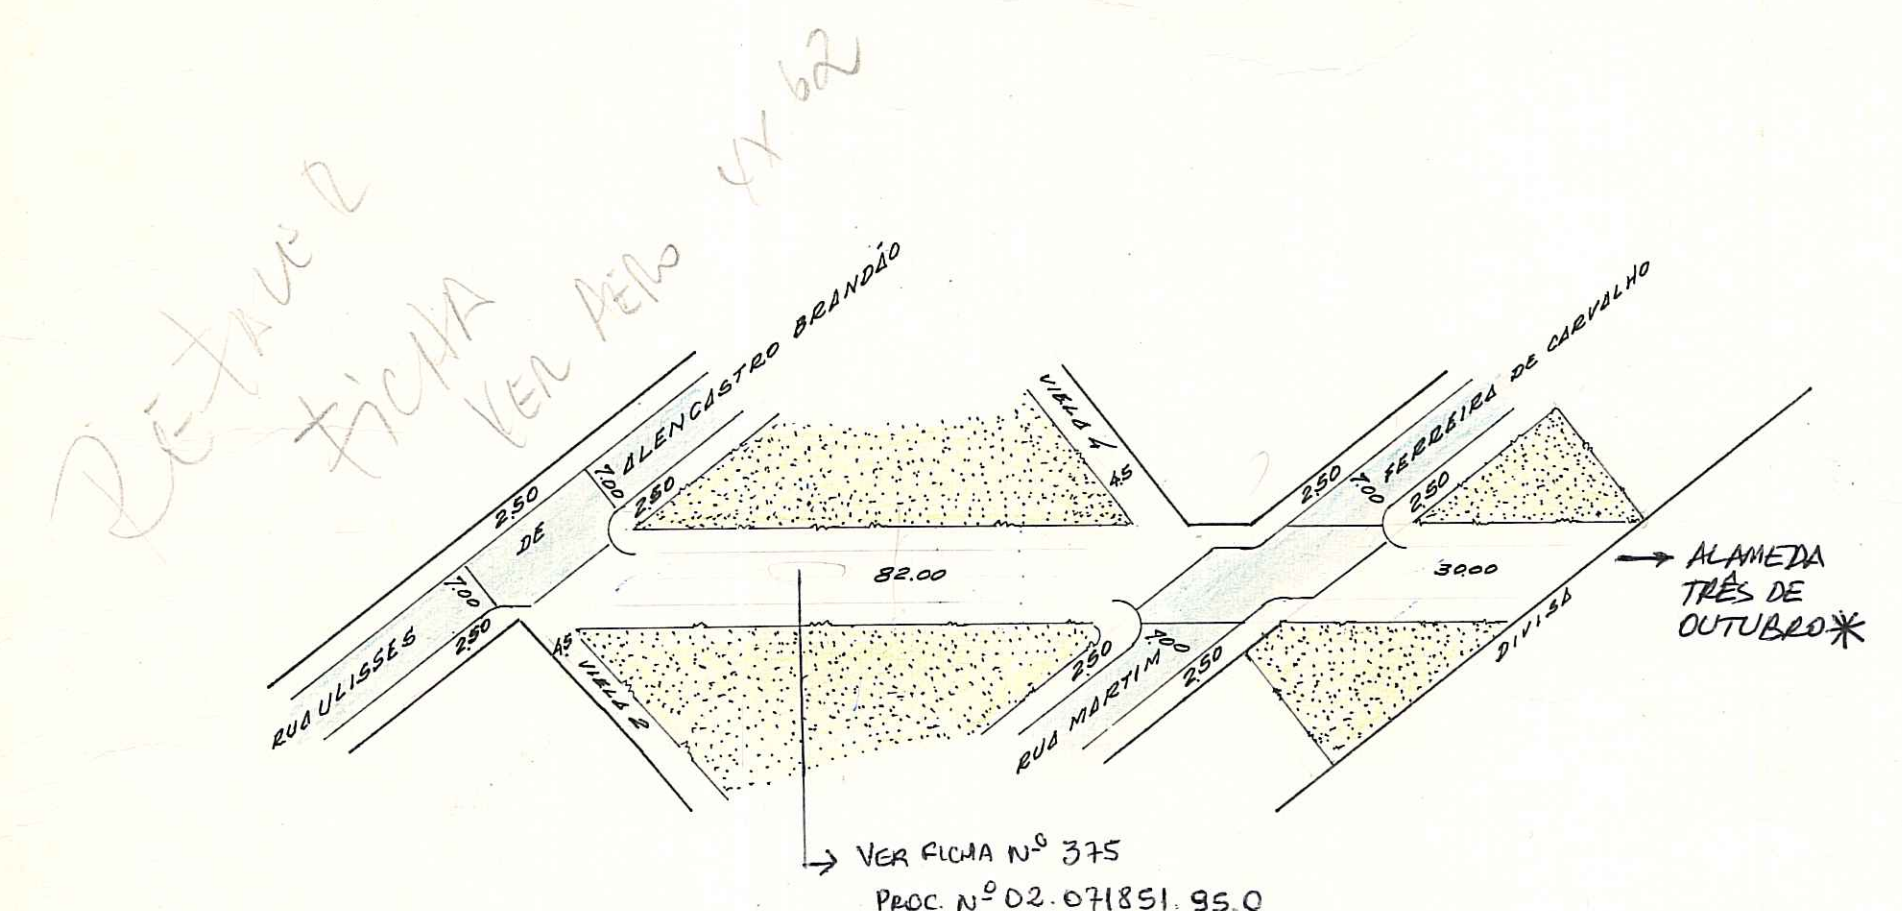 FICHA
VER
4X 62
RUA ULISSES DE ALENCASTRO BRANDÃO
2.50
7.00
2.50
7.00
2.50
VIELA 4
4.5
82.00
4.5
VIELA 2
RUA MARTIM FERREIRA DE CARVALHO
2.50
7.00
2.50
2.50
7.00
2.50
30.00
DIVISA
→ ALAMEDA
TRÊS DE
OUTUBRO*
→ VER FICHA Nº 375
PROC. Nº 02.071851.95.0